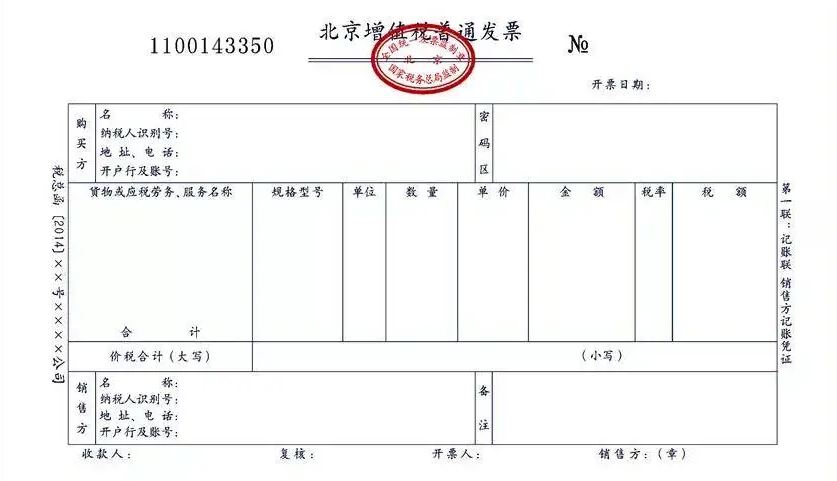 1100143350
北京增值税普通发票
№
全国统一发票监制章
北 京
国家税务总局监制
开票日期：
购买方
名 称：
纳税人识别号：
地 址、电 话：
开户行及账号：
密码区
货物或应税劳务、服务名称 规格型号 单位 数 量 单 价 金 额 税率 税 额
合 计
价税合计（大写） （小写）
销售方
名 称：
纳税人识别号：
地 址、电 话：
开户行及账号：
备注
收款人： 复核： 开票人： 销售方：（章）
税总函［2014］××号××××公司
第一联：记账联 销售方记账凭证